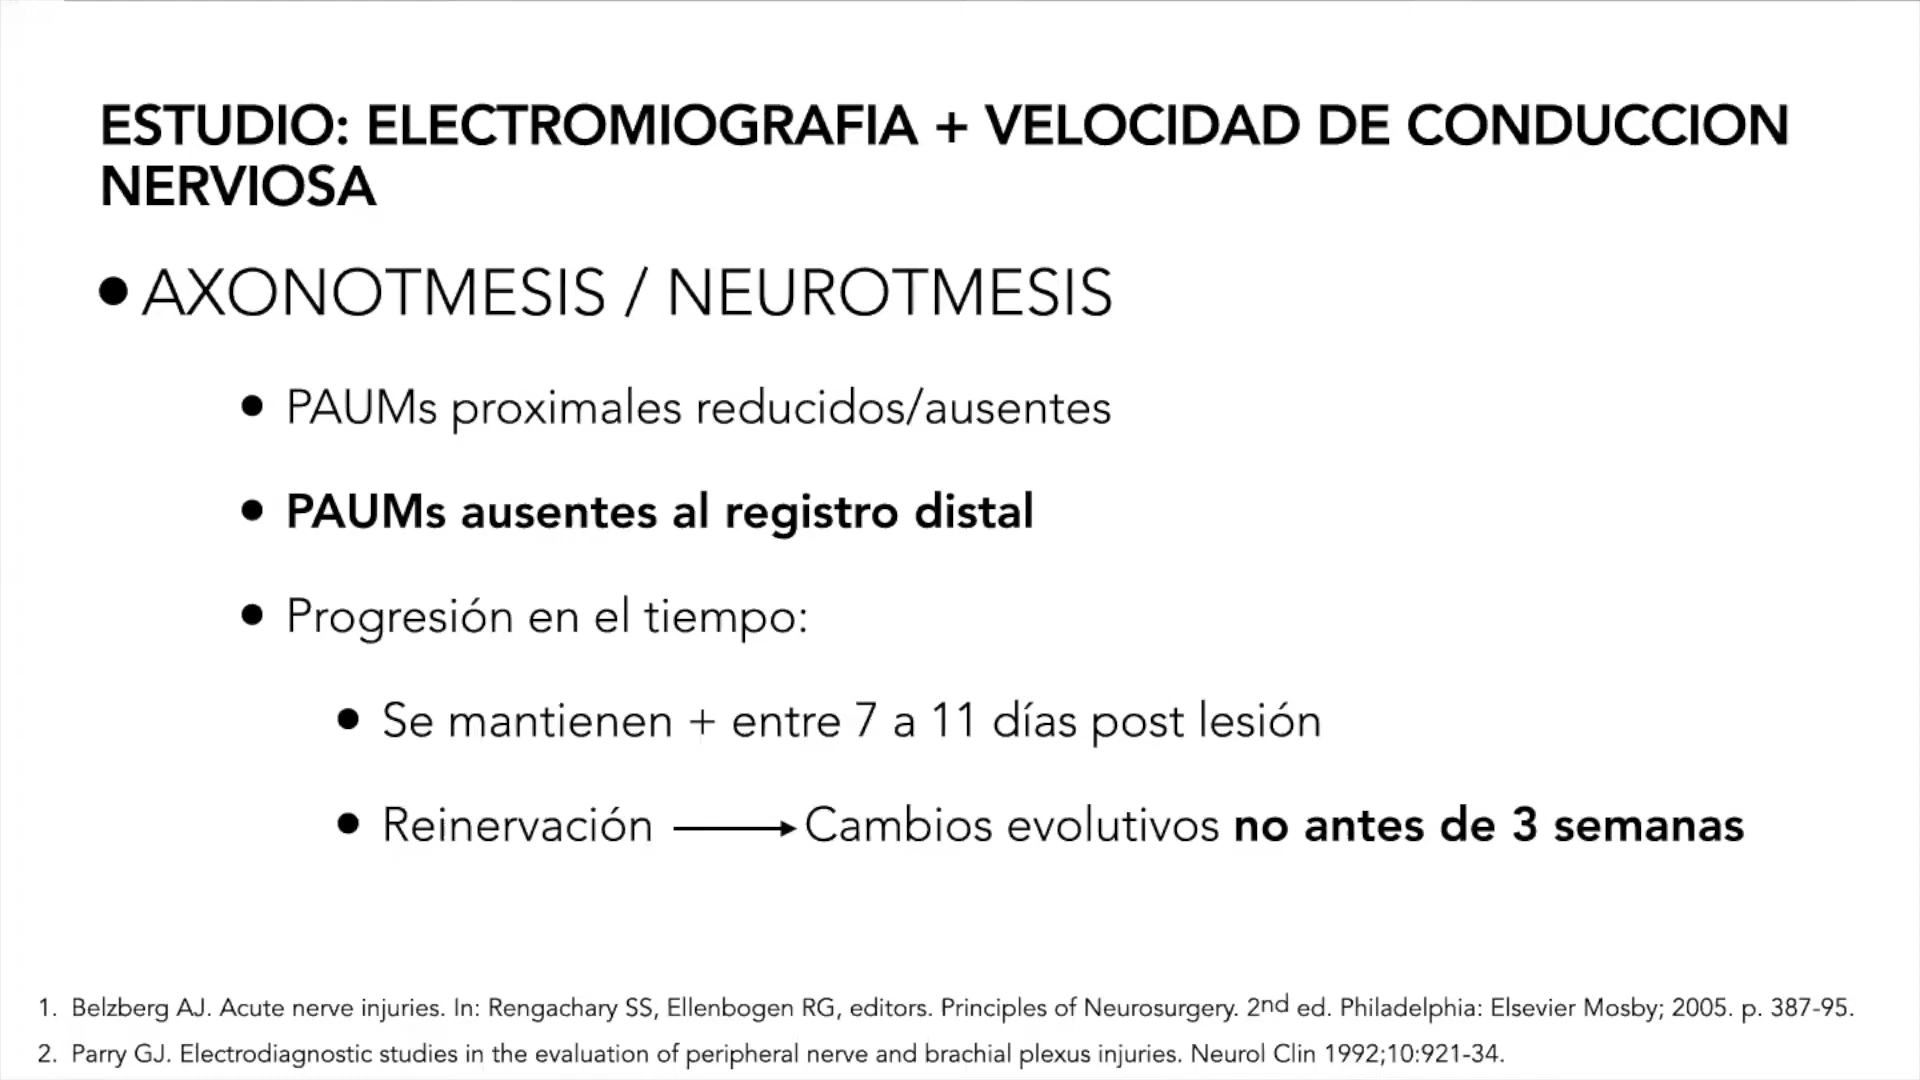 ESTUDIO: ELECTROMIOGRAFIA + VELOCIDAD DE CONDUCCION
NERVIOSA
● AXONOTMESIS / NEUROTMESIS
● PAUMs proximales reducidos/ausentes
● PAUMs ausentes al registro distal
● Progresión en el tiempo:
● Se mantienen + entre 7 a 11 días post lesión
● Reinervación ⟶ Cambios evolutivos no antes de 3 semanas
1. Belzberg AJ. Acute nerve injuries. In: Rengachary SS, Ellenbogen RG, editors. Principles of Neurosurgery. 2nd ed. Philadelphia: Elsevier Mosby; 2005. p. 387-95.
2. Parry GJ. Electrodiagnostic studies in the evaluation of peripheral nerve and brachial plexus injuries. Neurol Clin 1992;10:921-34.